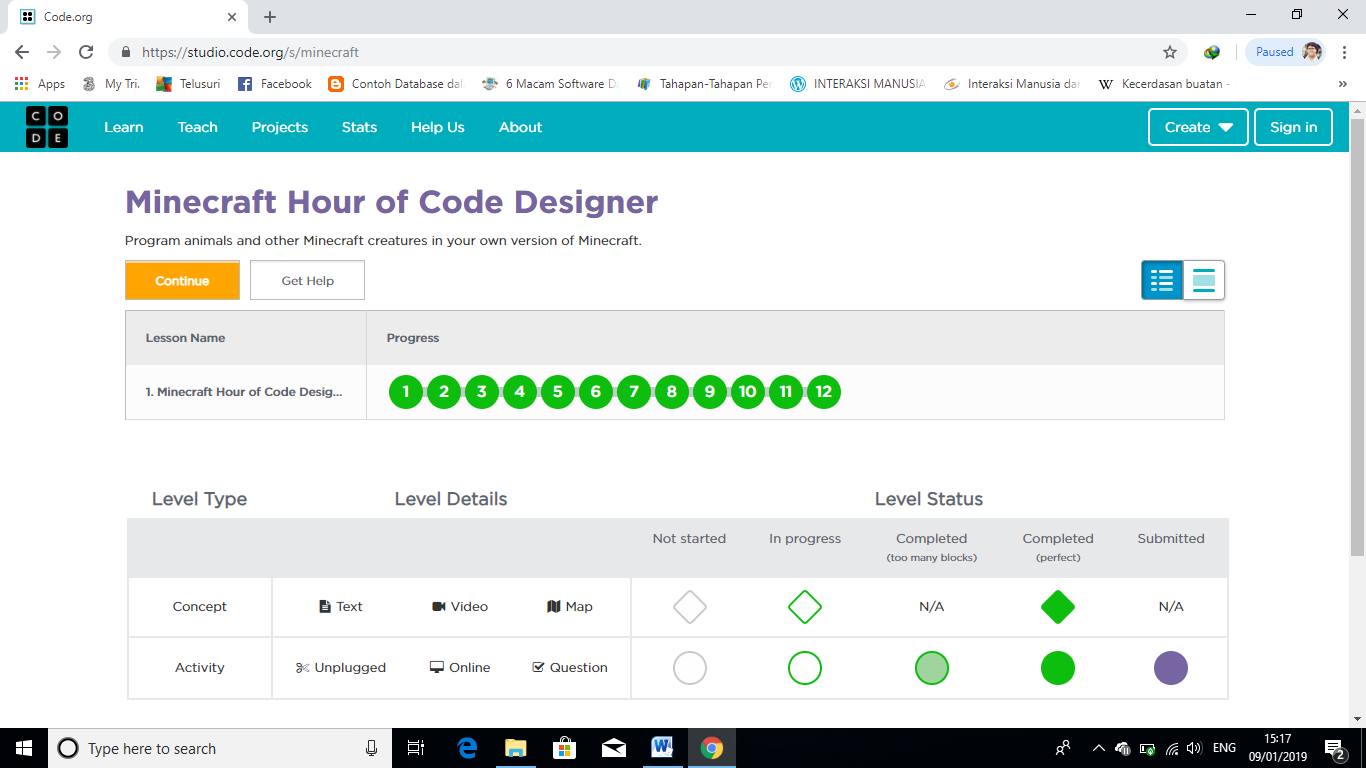 Code.org
https://studio.code.org/s/minecraft
Paused
Apps
My Tri.
Telusuri
Facebook
Contoh Database dal
6 Macam Software D
Tahapan-Tahapan Per
INTERAKSI MANUSIA
Interaksi Manusia dan
Kecerdasan buatan -
»
C O
D E
Learn
Teach
Projects
Stats
Help Us
About
Create
Sign in
Minecraft Hour of Code Designer
Program animals and other Minecraft creatures in your own version of Minecraft.
Continue
Get Help
Lesson Name
Progress
1. Minecraft Hour of Code Desig...
1 2 3 4 5 6 7 8 9 10 11 12
Level Type
Level Details
Level Status
Not started
In progress
Completed
(too many blocks)
Completed
(perfect)
Submitted
Concept
Text
Video
Map
N/A
N/A
Activity
Unplugged
Online
Question
Type here to search
ENG
15:17
09/01/2019
2